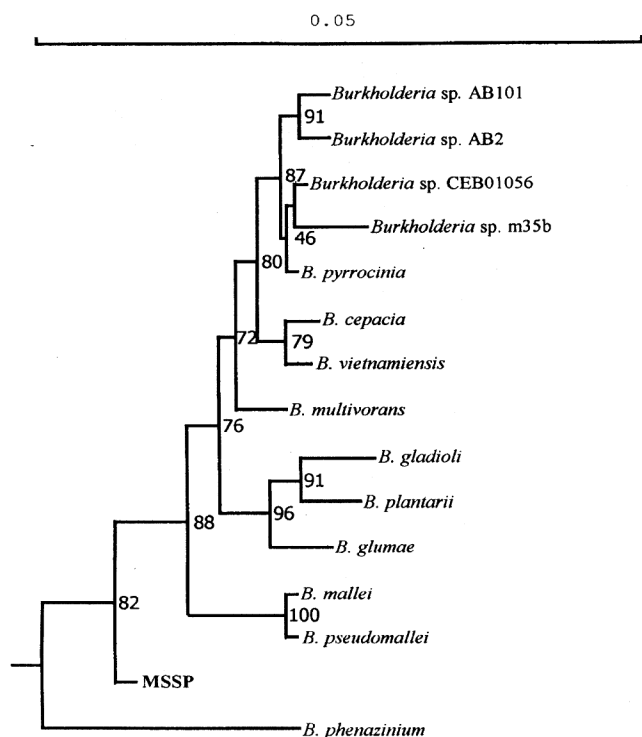 0.05
Burkholderia sp. AB101
91
Burkholderia sp. AB2
87
Burkholderia sp. CEB01056
46
Burkholderia sp. m35b
80
B. pyrrocinia
B. cepacia
72
79
B. vietnamiensis
B. multivorans
76
B. gladioli
91
B. plantarii
96
88
B. glumae
B. mallei
82
100
B. pseudomallei
MSSP
B. phenazinium